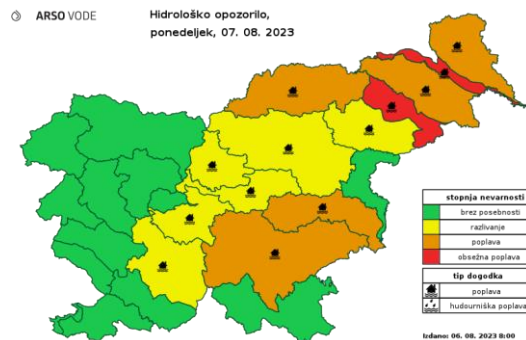 ARSO VODE
Hidrološko opozorilo,
ponedeljek, 07. 08. 2023
stopnja nevarnosti
brez posebnosti
razlivanje
poplava
obsežna poplava
tip dogodka
poplava
hudourniška poplava
Izdano: 06. 08. 2023 8:00